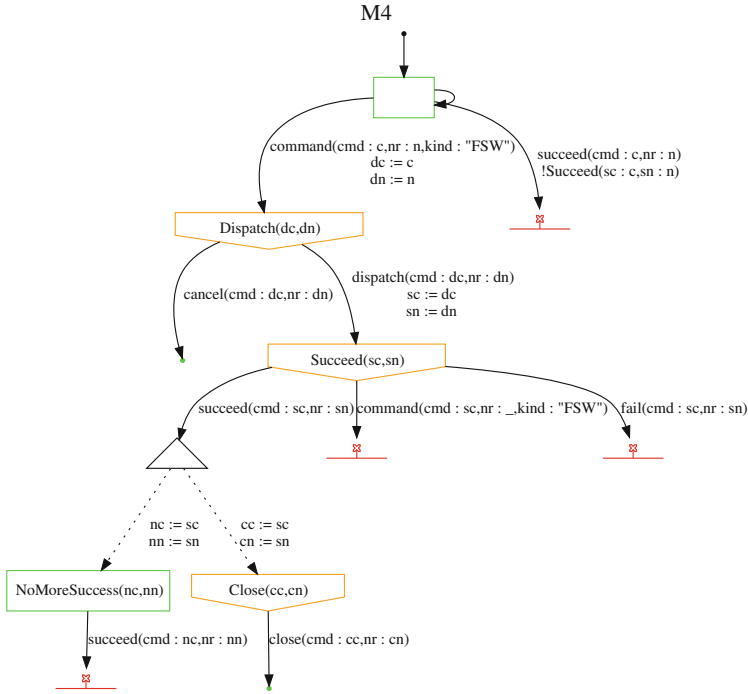 M4
command(cmd : c,nr : n,kind : "FSW")
dc := c
dn := n
succeed(cmd : c,nr : n)
!Succeed(sc : c,sn : n)
Dispatch(dc,dn)
cancel(cmd : dc,nr : dn)
dispatch(cmd : dc,nr : dn)
sc := dc
sn := dn
Succeed(sc,sn)
succeed(cmd : sc,nr : sn)
command(cmd : sc,nr : _,kind : "FSW")
fail(cmd : sc,nr : sn)
nc := sc
nn := sn
cc := sc
cn := sn
NoMoreSuccess(nc,nn)
Close(cc,cn)
succeed(cmd : nc,nr : nn)
close(cmd : cc,nr : cn)